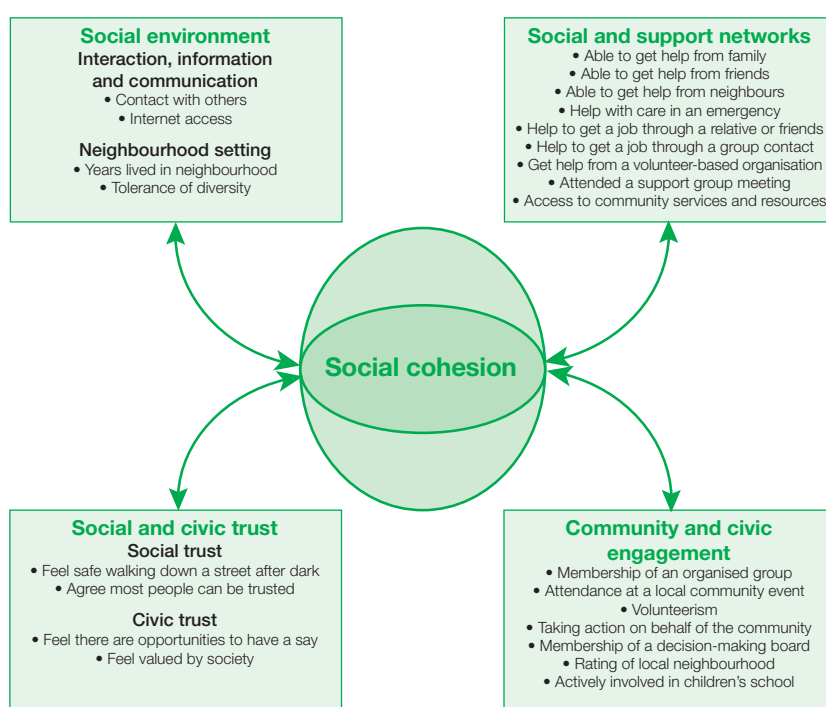 Social environment
Interaction, information
and communication
• Contact with others
• Internet access
Neighbourhood setting
• Years lived in neighbourhood
• Tolerance of diversity
Social and support networks
• Able to get help from family
• Able to get help from friends
• Able to get help from neighbours
• Help with care in an emergency
• Help to get a job through a relative or friends
• Help to get a job through a group contact
• Get help from a volunteer-based organisation
• Attended a support group meeting
• Access to community services and resources
Social cohesion
Social and civic trust
Social trust
• Feel safe walking down a street after dark
• Agree most people can be trusted
Civic trust
• Feel there are opportunities to have a say
• Feel valued by society
Community and civic
engagement
• Membership of an organised group
• Attendance at a local community event
• Volunteerism
• Taking action on behalf of the community
• Membership of a decision-making board
• Rating of local neighbourhood
• Actively involved in children’s school